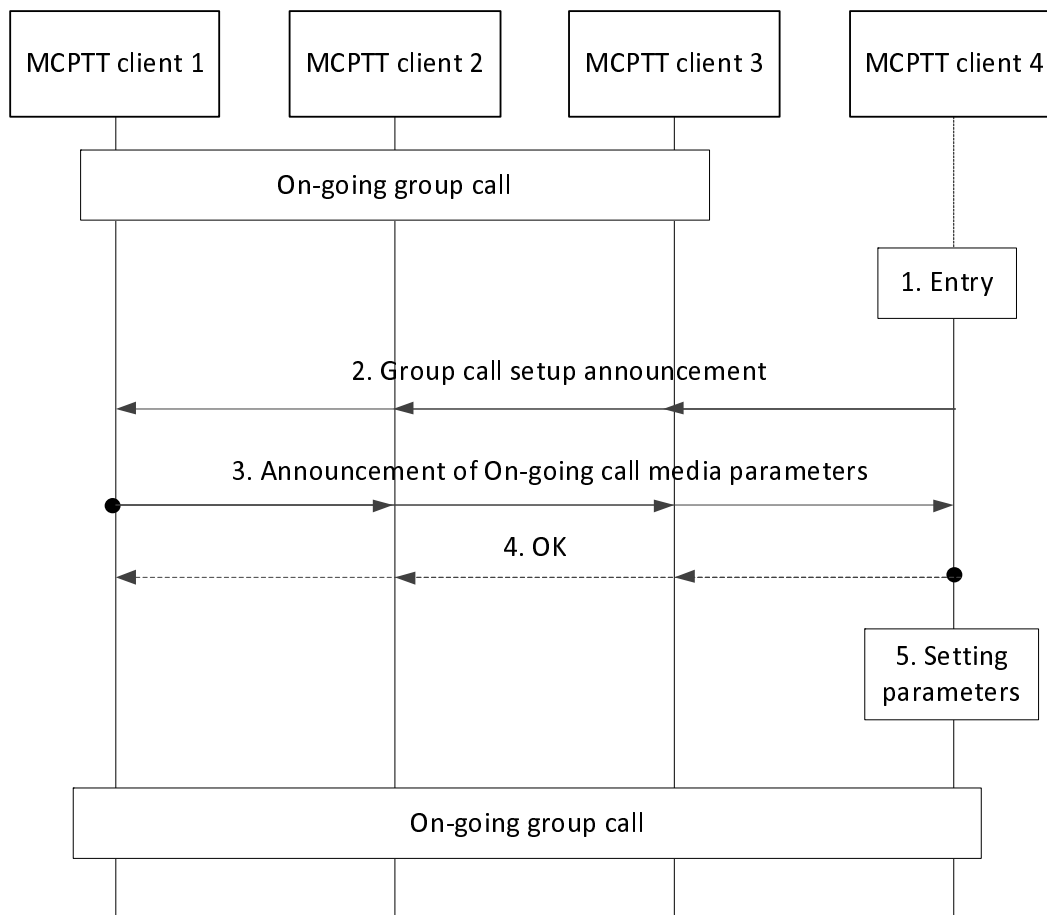 MCPTT client 1
MCPTT client 2
MCPTT client 3
MCPTT client 4
On-going group call
1. Entry
2. Group call setup announcement
3. Announcement of On-going call media parameters
4. OK
5. Setting
parameters
On-going group call